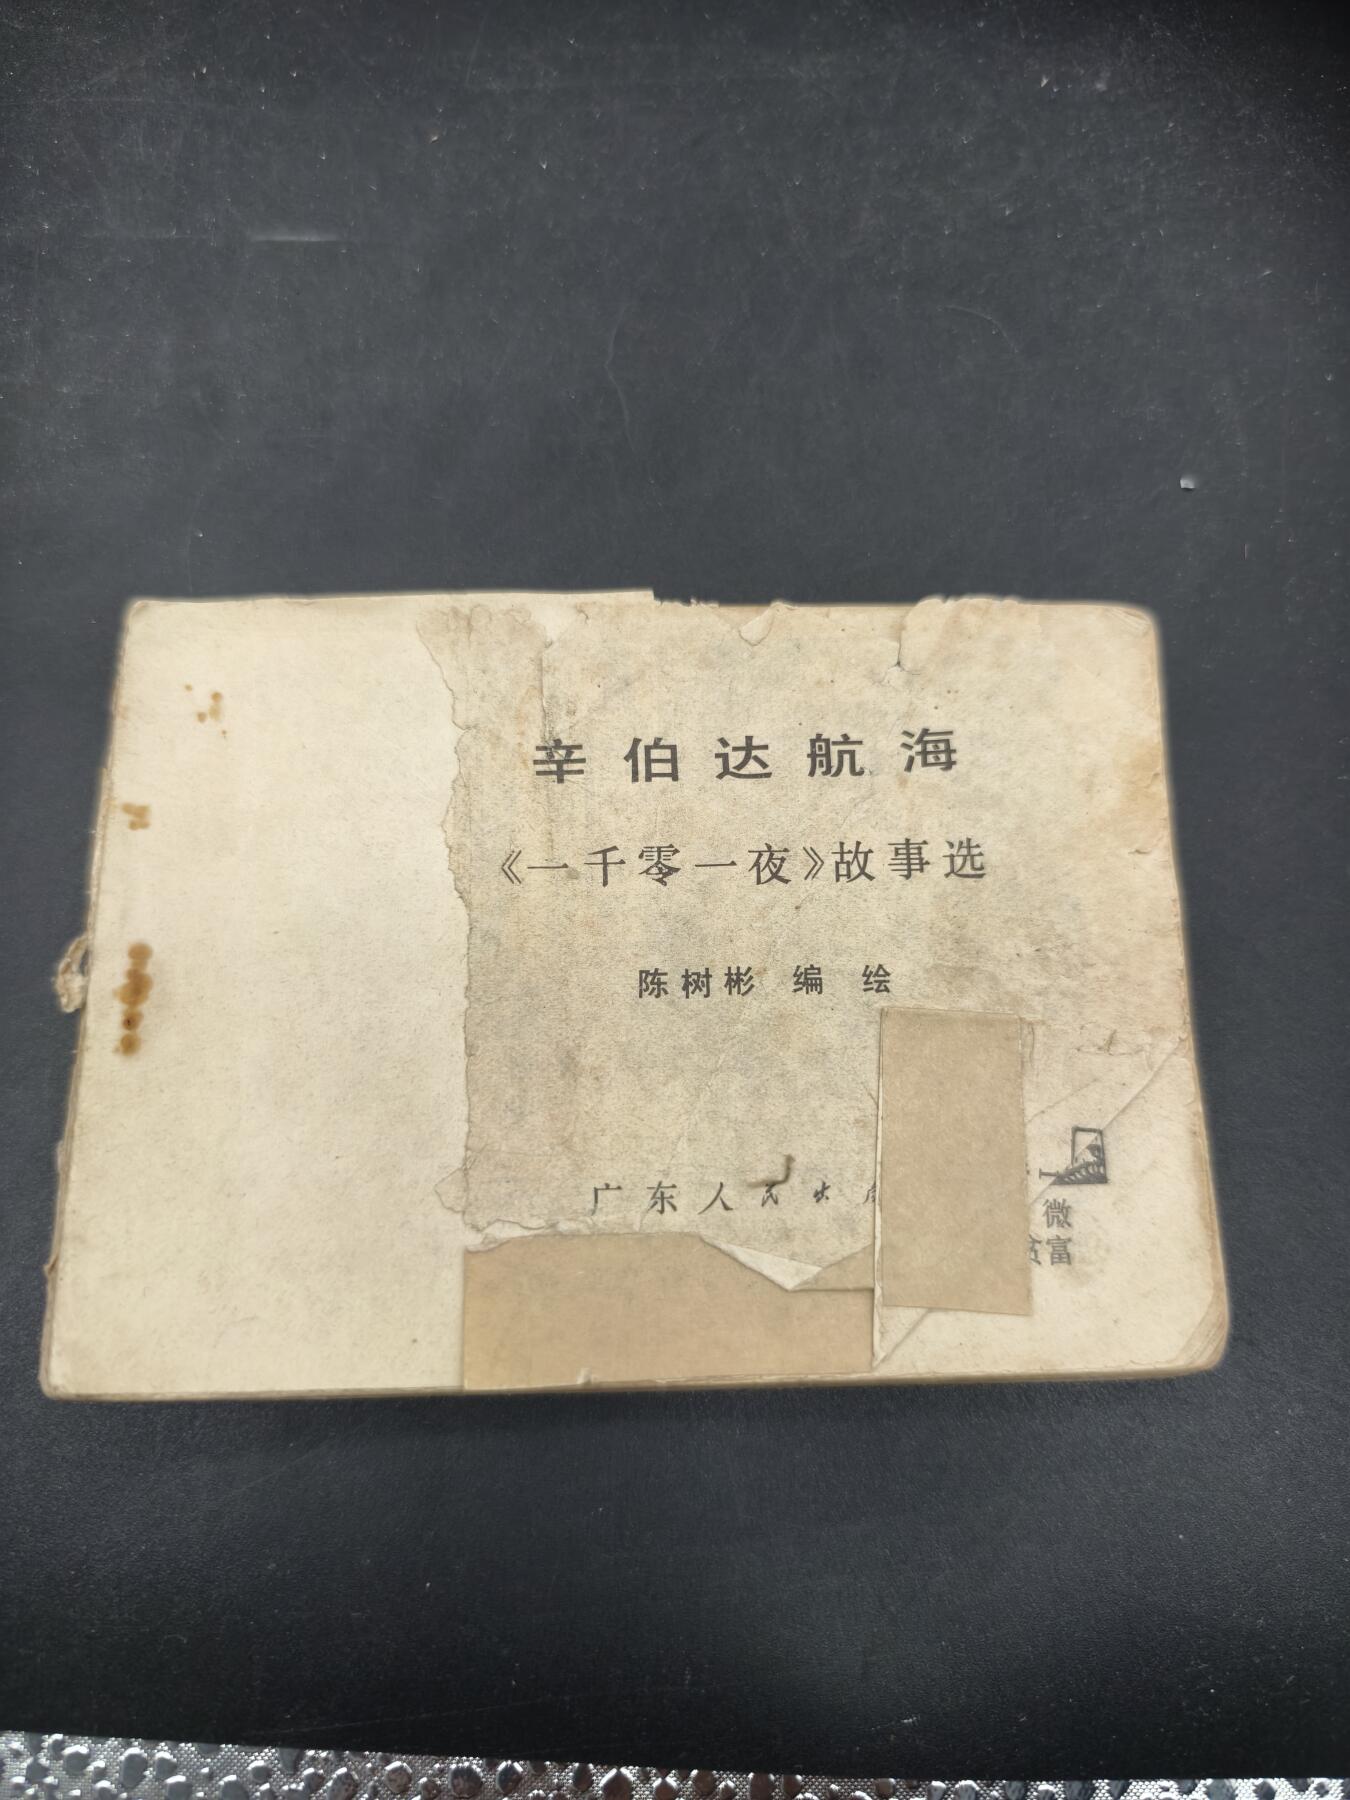 辛伯达航海
《一千零一夜》故事选
陈树彬 编 绘
广东人民出
微
富